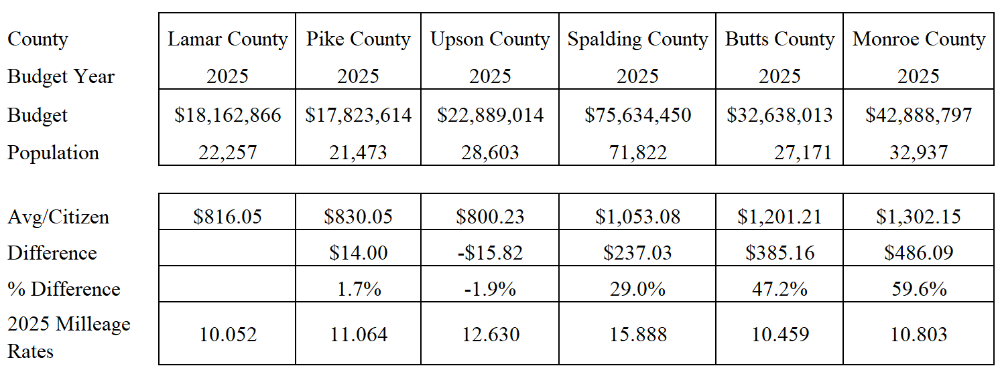 County Lamar County Pike County Upson County Spalding County Butts County Monroe County
Budget Year 2025 2025 2025 2025 2025 2025
Budget $18,162,866 $17,823,614 $22,889,014 $75,634,450 $32,638,013 $42,888,797
Population 22,257 21,473 28,603 71,822 27,171 32,937
Avg/Citizen $816.05 $830.05 $800.23 $1,053.08 $1,201.21 $1,302.15
Difference $14.00 -$15.82 $237.03 $385.16 $486.09
% Difference 1.7% -1.9% 29.0% 47.2% 59.6%
2025 Milleage
Rates 10.052 11.064 12.630 15.888 10.459 10.803